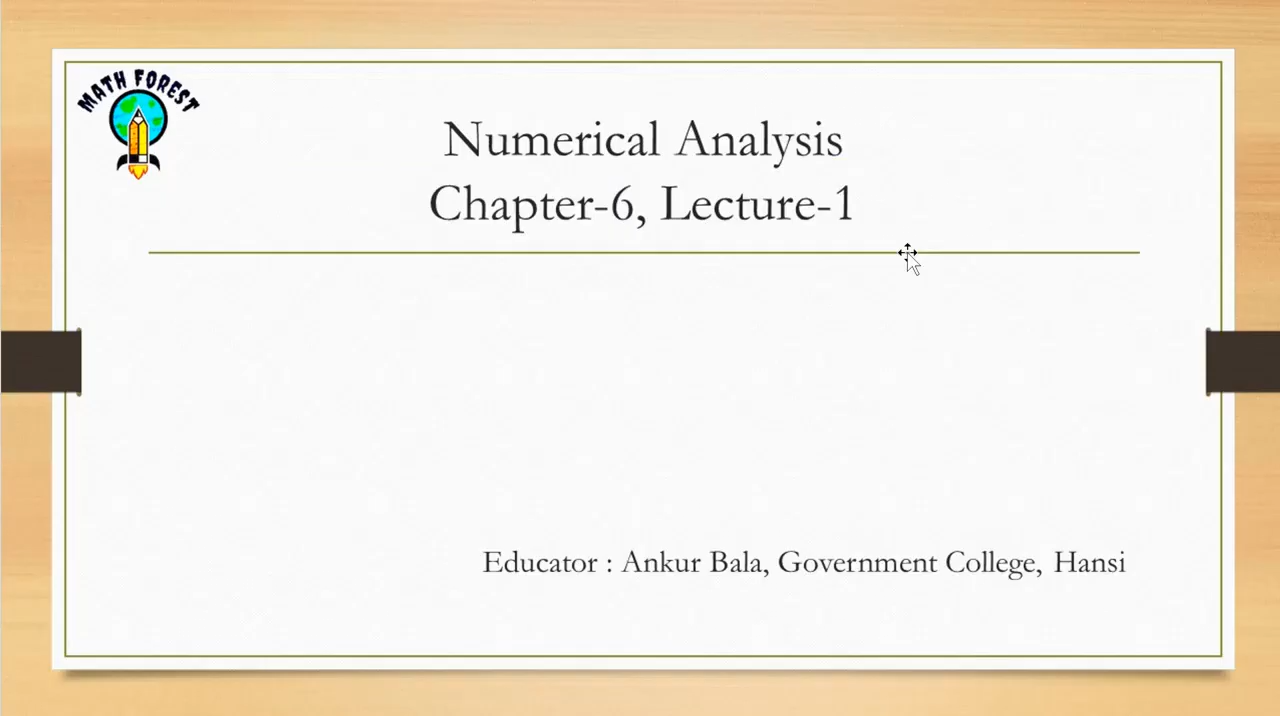 MATH FOREST
Numerical Analysis
Chapter-6, Lecture-1
Educator : Ankur Bala, Government College, Hansi